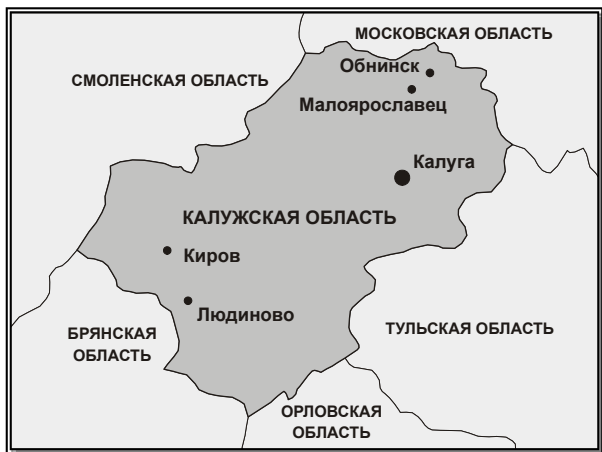 МОСКОВСКАЯ ОБЛАСТЬ
Обнинск
СМОЛЕНСКАЯ ОБЛАСТЬ
Малоярославец
Калуга
КАЛУЖСКАЯ ОБЛАСТЬ
Киров
Людиново
БРЯНСКАЯ
ОБЛАСТЬ
ТУЛЬСКАЯ ОБЛАСТЬ
ОРЛОВСКАЯ
ОБЛАСТЬ